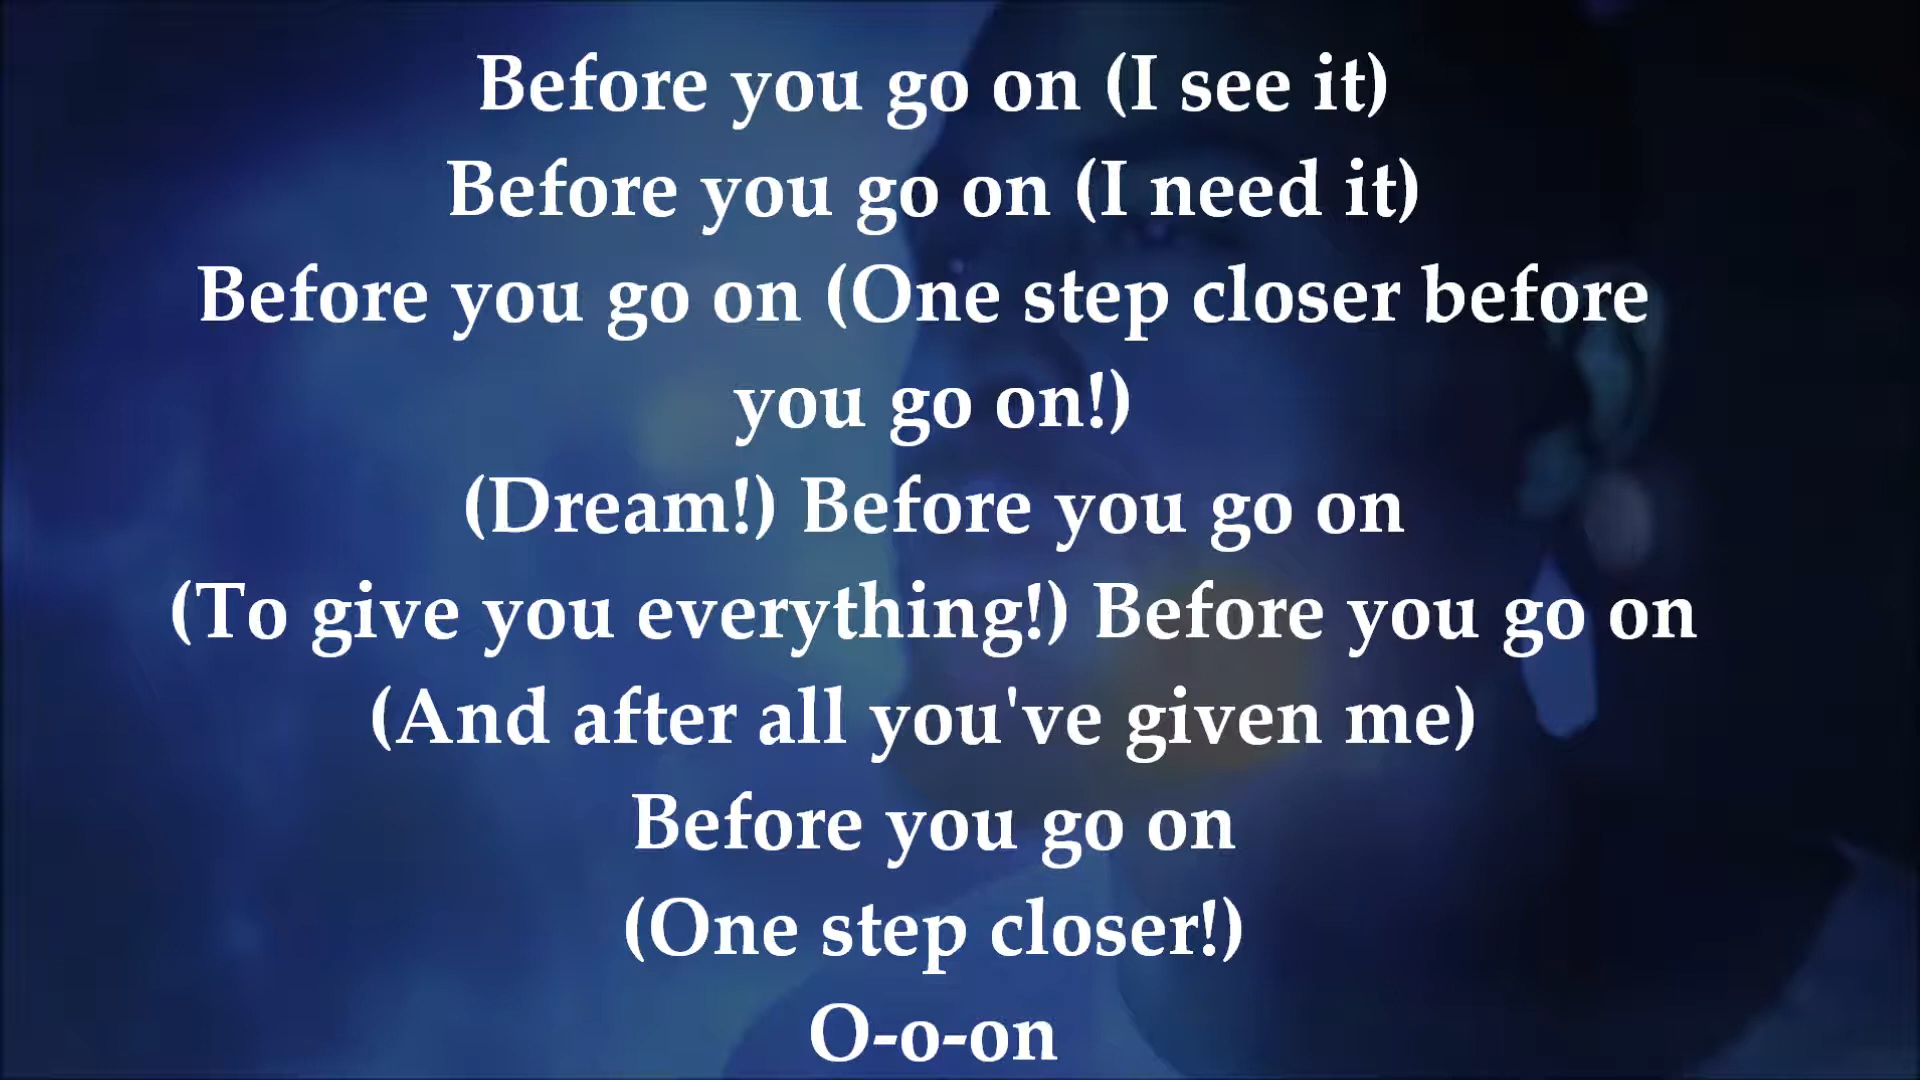 Before you go on (I see it)
Before you go on (I need it)
Before you go on (One step closer before
you go on!)
(Dream!) Before you go on
(To give you everything!) Before you go on
(And after all you've given me)
Before you go on
(One step closer!)
O-o-on